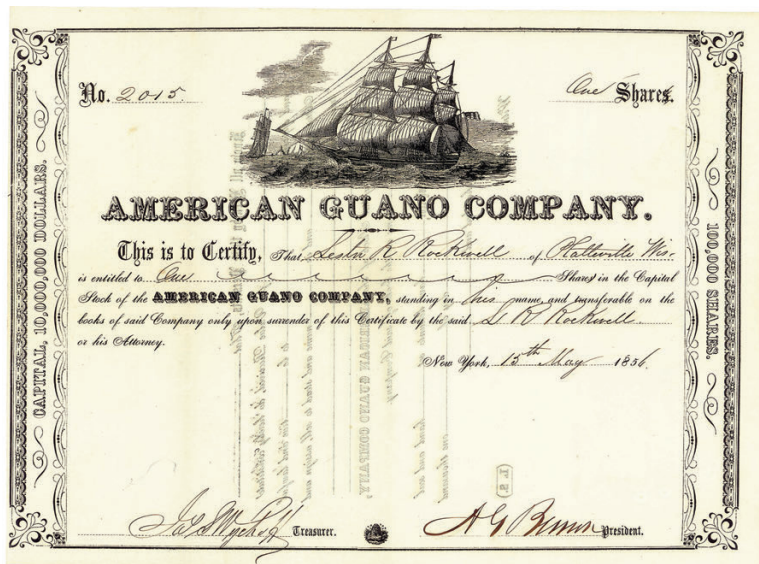 No. 2015. One Shares.
AMERICAN GUANO COMPANY.
This is to Certify, That Lestr R Rockwell of Platteville Wis.
is entitled to One Shares in the Capital
Stock of the AMERICAN GUANO COMPANY, standing in his name, and transferable on the
books of said Company only upon surrender of this Certificate by the said L R Rockwell
or his Attorney.
New York, 15th May 1856.
Treasurer. President.
CAPITAL, 10,000,000 DOLLARS.
100,000 SHARES.
L. S.